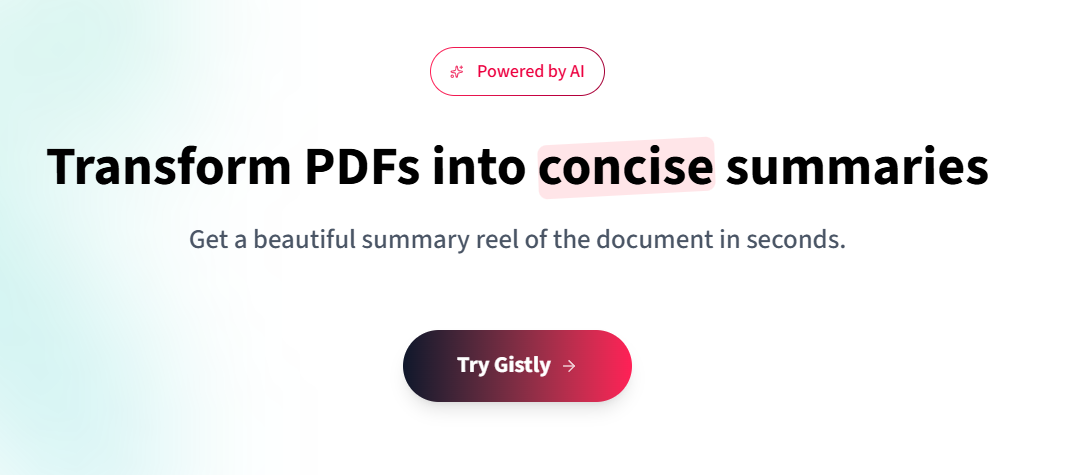 Powered by AI
Transform PDFs into concise summaries
Get a beautiful summary reel of the document in seconds.
Try Gistly →